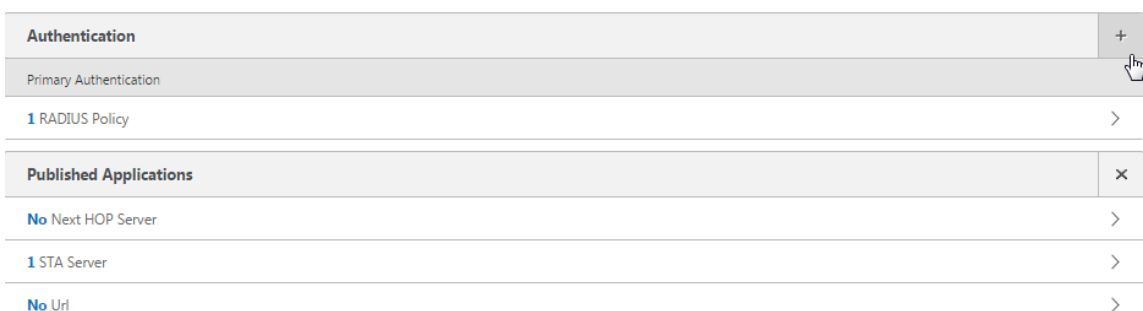 Authentication
Primary Authentication
1 RADIUS Policy
Published Applications
No Next HOP Server
1 STA Server
No Url